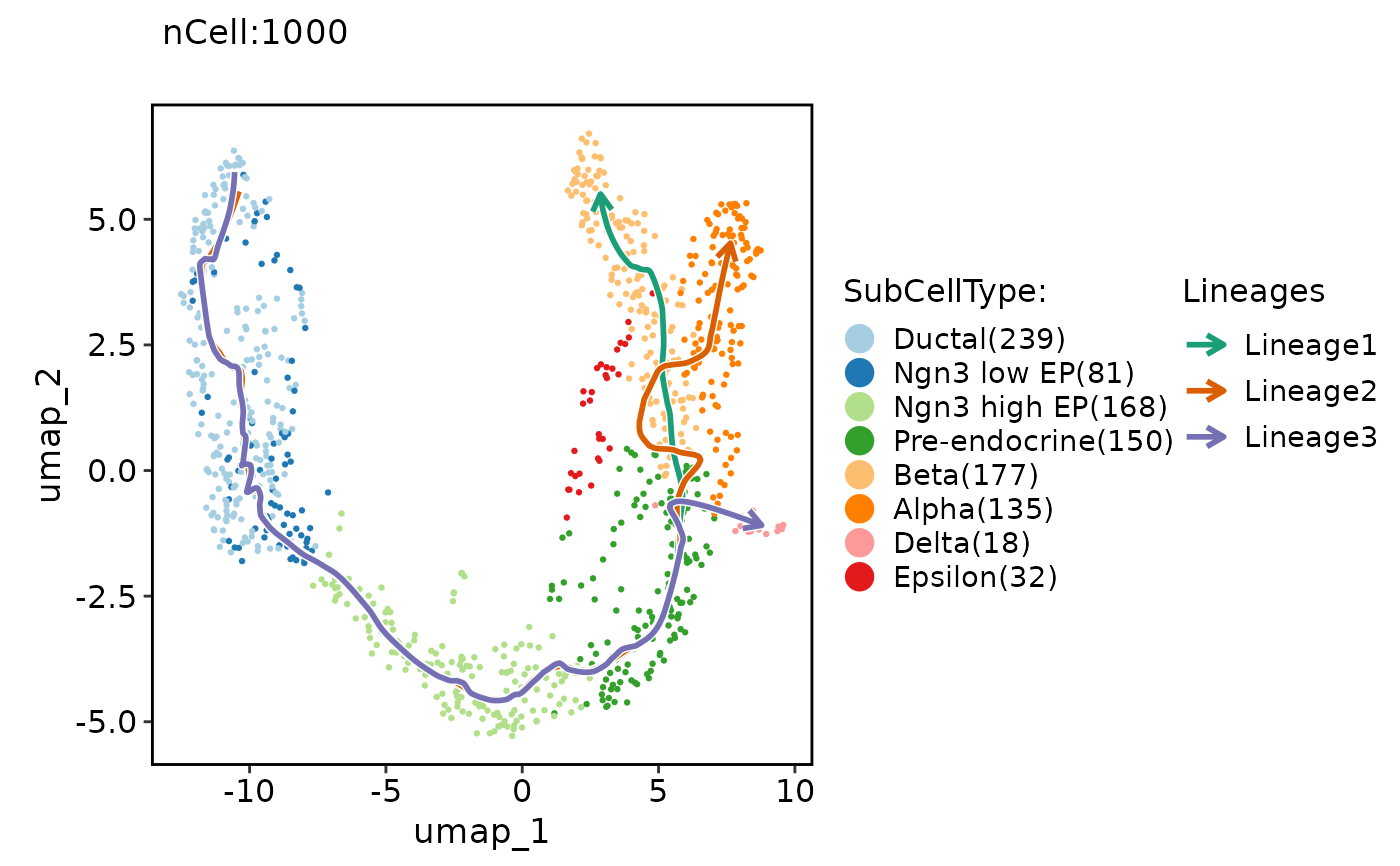 nCell:1000
umap_2
5.0
2.5
0.0
-2.5
-5.0
-10
-5
0
5
10
umap_1
SubCellType:
Ductal(239)
Ngn3 low EP(81)
Ngn3 high EP(168)
Pre-endocrine(150)
Beta(177)
Alpha(135)
Delta(18)
Epsilon(32)
Lineages
Lineage1
Lineage2
Lineage3